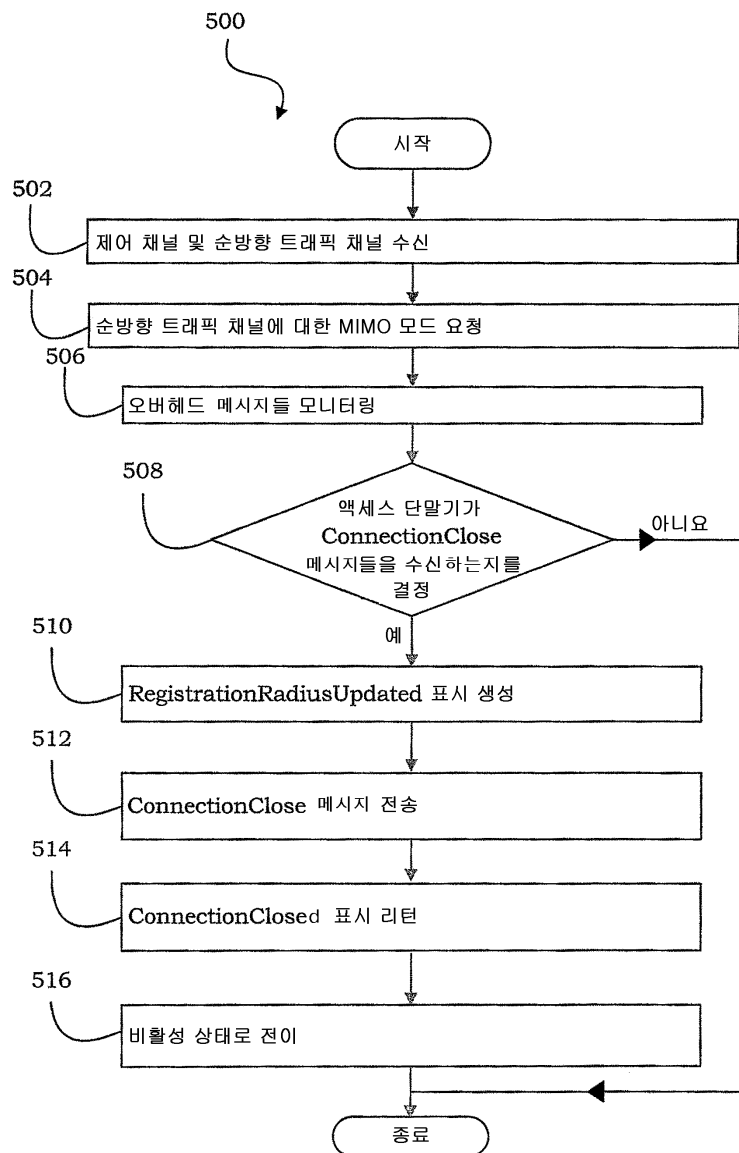 500
시작
502
제어 채널 및 순방향 트래픽 채널 수신
504
순방향 트래픽 채널에 대한 MIMO 모드 요청
506
오버헤드 메시지들 모니터링
508
액세스 단말기가
ConnectionClose
메시지들을 수신하는지를
결정
아니요
예
510
RegistrationRadiusUpdated 표시 생성
512
ConnectionClose 메시지 전송
514
ConnectionClosed 표시 리턴
516
비활성 상태로 전이
종료